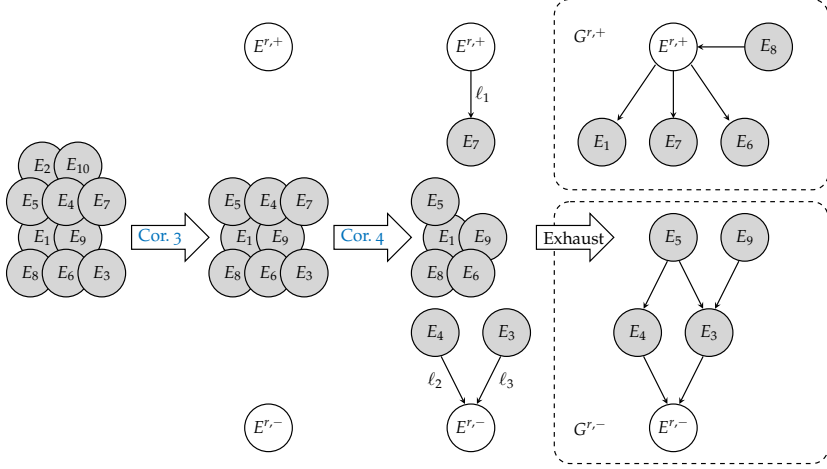 E^{r,+} E^{r,+} G^{r,+} E^{r,+} E_8
ℓ_1
E_7 E_1 E_7 E_6
E_2 E_10
E_5 E_4 E_7 E_5 E_4 E_7 E_5
E_1 E_9 Cor. 3 E_1 E_9 Cor. 4 E_1 E_9 Exhaust E_5 E_9
E_8 E_6 E_3 E_8 E_6 E_3 E_8 E_6
E_4 E_3 E_4 E_3
ℓ_2 ℓ_3
E^{r,-} E^{r,-} G^{r,-} E^{r,-}